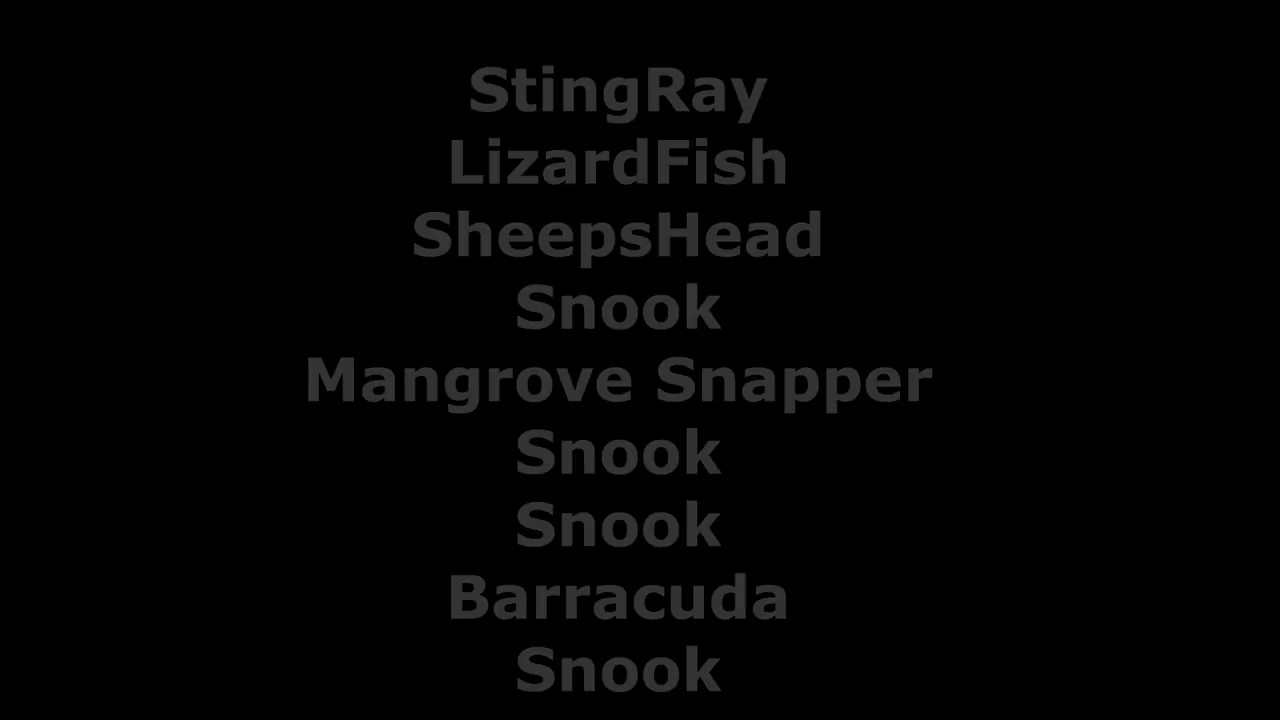 StingRay
LizardFish
SheepsHead
Snook
Mangrove Snapper
Snook
Snook
Barracuda
Snook